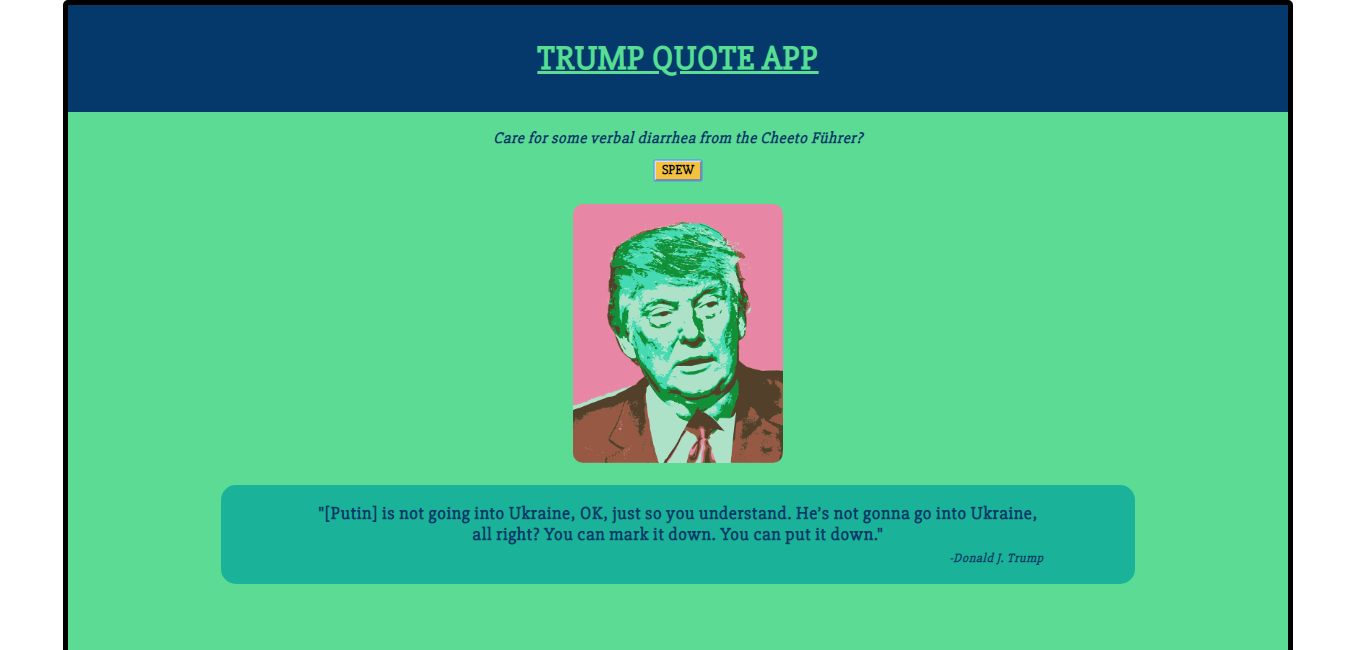 TRUMP QUOTE APP
Care for some verbal diarrhea from the Cheeto Führer?
SPEW
"[Putin] is not going into Ukraine, OK, just so you understand. He's not gonna go into Ukraine,
all right? You can mark it down. You can put it down."
-Donald J. Trump